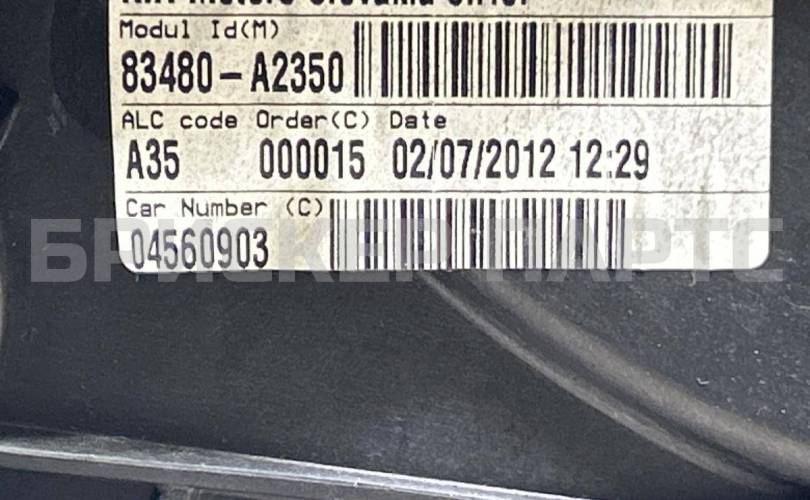 Modul Id(M)
83480-A2350
ALC code Order(C) Date
A35 000015 02/07/2012 12:29
Car Number (C)
04560903
БРИСКЕР ПАРТС